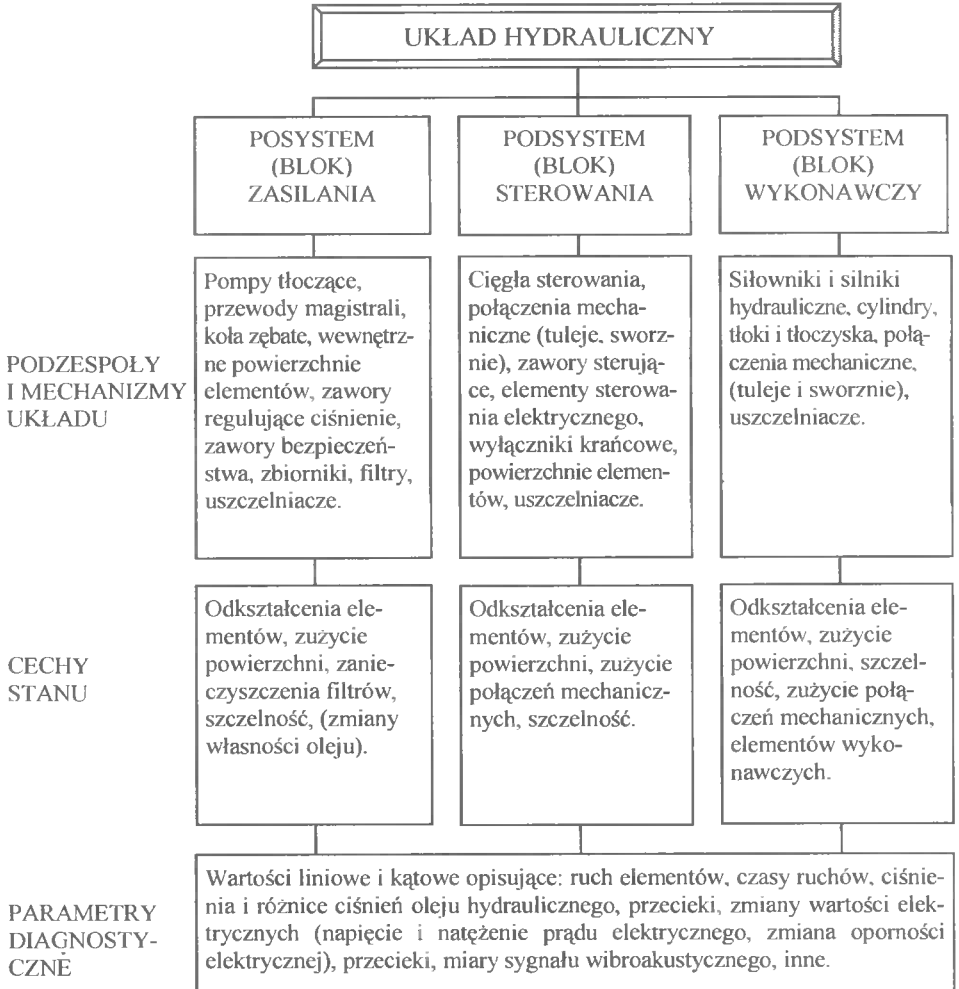 UKŁAD HYDRAULICZNY
POSYSTEM
(BLOK)
ZASILANIA
PODSYSTEM
(BLOK)
STEROWANIA
PODSYSTEM
(BLOK)
WYKONAWCZY
PODZESPOŁY
I MECHANIZMY
UKŁADU
Pompy tłoczące,
przewody magistrali,
koła zębate, wewnętrz-
ne powierzchnie
elementów, zawory
regulujące ciśnienie,
zawory bezpieczeń-
stwa, zbiorniki, filtry,
uszczelniacze.
Cięgła sterowania,
połączenia mecha-
niczne (tuleje, sworz-
nie), zawory sterują-
ce, elementy sterowa-
nia elektrycznego,
wyłączniki krańcowe,
powierzchnie elemen-
tów, uszczelniacze.
Siłowniki i silniki
hydrauliczne, cylindry,
tłoki i tłoczyska, połą-
czenia mechaniczne,
(tuleje i sworznie),
uszczelniacze.
CECHY
STANU
Odkształcenia ele-
mentów, zużycie
powierzchni, zanie-
czyszczenia filtrów,
szczelność, (zmiany
własności oleju).
Odkształcenia ele-
mentów, zużycie
powierzchni, zużycie
połączeń mechanicz-
nych, szczelność.
Odkształcenia ele-
mentów, zużycie
powierzchni, szczel-
ność, zużycie połą-
czeń mechanicznych,
elementów wyko-
nawczych.
PARAMETRY
DIAGNOSTY-
CZNE
Wartości liniowe i kątowe opisujące: ruch elementów, czasy ruchów, ciśnie-
nia i różnice ciśnień oleju hydraulicznego, przecieki, zmiany wartości elek-
trycznych (napięcie i natężenie prądu elektrycznego, zmiana oporności
elektrycznej), przecieki, miary sygnału wibroakustycznego, inne.